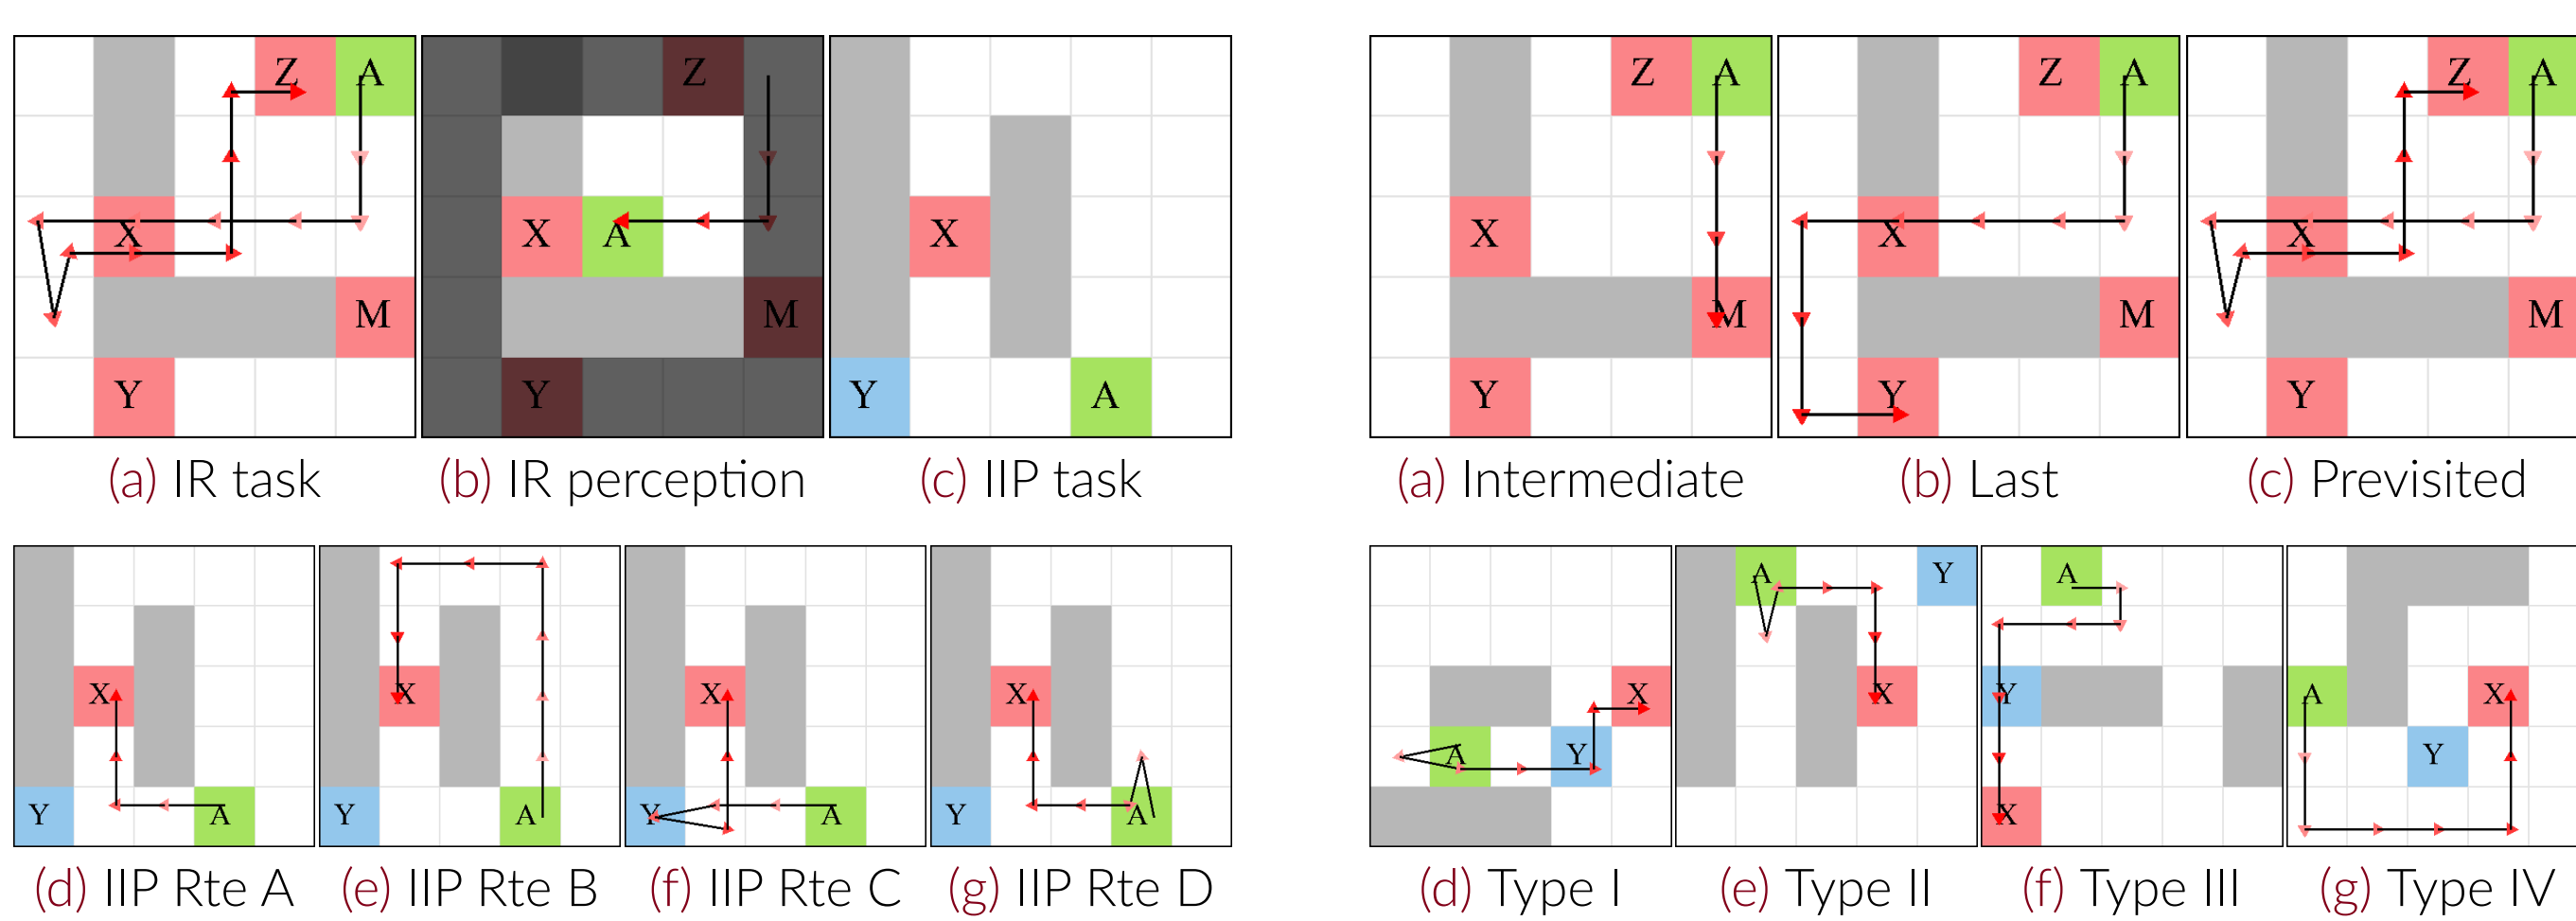 Z A
X
M
Y
Z
X A
M
Y
X
Y A
Z A
X
M
Y
Z A
X
M
Y
Z A
X
M
Y
(a) IR task (b) IR perception (c) IIP task
(a) Intermediate (b) Last (c) Previsited
X
Y A
X
Y A
X
Y A
X
Y A
X
A Y
A Y
X
A
Y
X
A X
Y
(d) IIP Rte A (e) IIP Rte B (f) IIP Rte C (g) IIP Rte D
(d) Type I (e) Type II (f) Type III (g) Type IV